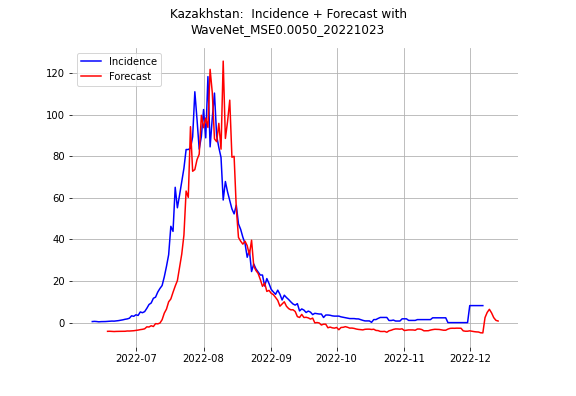 Kazakhstan:  Incidence + Forecast with
WaveNet_MSE0.0050_20221023
Incidence
Forecast
120
100
80
60
40
20
0
2022-07 2022-08 2022-09 2022-10 2022-11 2022-12